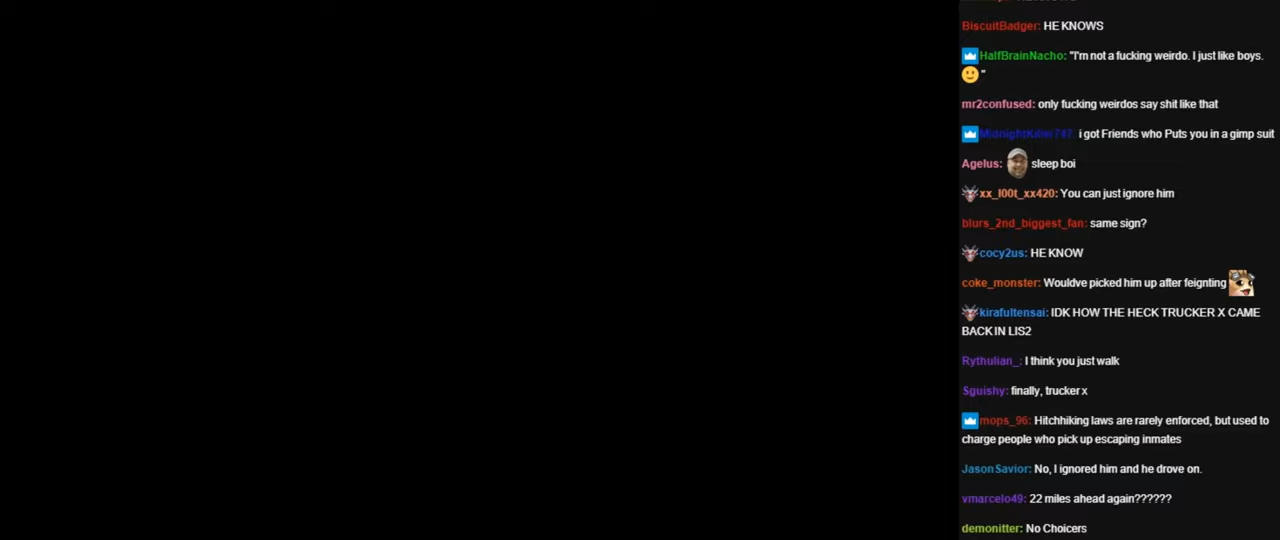 BiscuitBadger: HE KNOWS
HalfBrainNacho: "I'm not a fucking weirdo. I just like boys.
"
mr2confused: only fucking weirdos say shit like that
MidnightKiller747: i got Friends who Puts you in a gimp suit
Agelus: sleep boi
xx_l00t_xx420: You can just ignore him
blurs_2nd_biggest_fan: same sign?
cocy2us: HE KNOW
coke_monster: Wouldve picked him up after feignting
kirafultensai: IDK HOW THE HECK TRUCKER X CAME
BACK IN LIS2
Rythulian_: I think you just walk
Sguishy: finally, trucker x
mops_96: Hitchhiking laws are rarely enforced, but used to
charge people who pick up escaping inmates
JasonSavior: No, I ignored him and he drove on.
vmarcelo49: 22 miles ahead again??????
demonitter: No Choicers